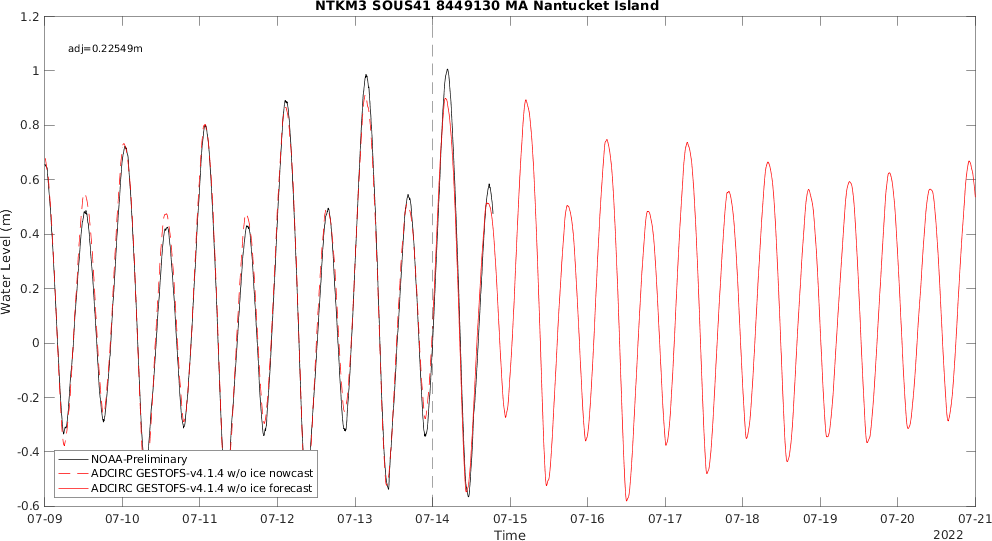 NTKM3 SOUS41 8449130 MA Nantucket Island
adj=0.22549m
1.2
1
0.8
0.6
0.4
0.2
0
-0.2
-0.4
-0.6
Water Level (m)
NOAA-Preliminary
ADCIRC GESTOFS-v4.1.4 w/o ice nowcast
ADCIRC GESTOFS-v4.1.4 w/o ice forecast
07-09 07-10 07-11 07-12 07-13 07-14 07-15 07-16 07-17 07-18 07-19 07-20 07-21
Time
2022